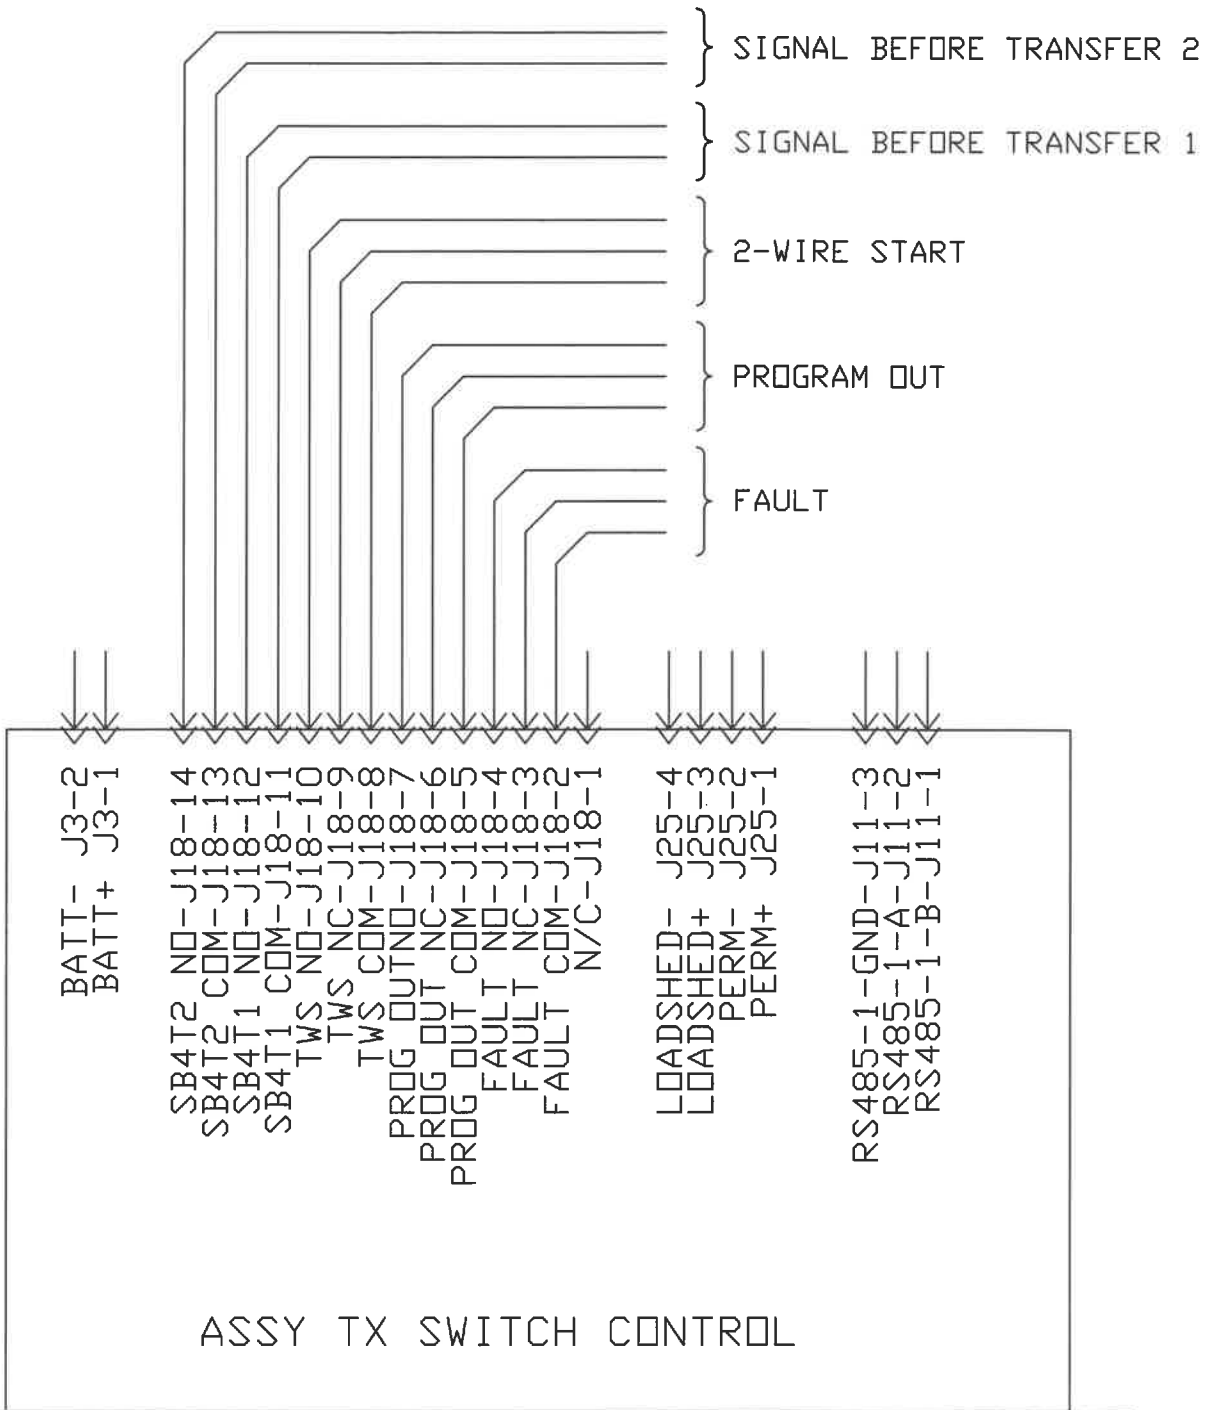 SIGNAL BEFORE TRANSFER 2
SIGNAL BEFORE TRANSFER 1
2-WIRE START
PROGRAM OUT
FAULT
BATT- J3-2
BATT+ J3-1
SB4T2 NO-J18-14
SB4T2 COM-J18-13
SB4T1 NO-J18-12
SB4T1 COM-J18-11
TWS NO-J18-10
TWS NC-J18-9
TWS COM-J18-8
PROG OUTNO-J18-7
PROG OUT NC-J18-6
PROG OUT COM-J18-5
FAULT NO-J18-4
FAULT NC-J18-3
FAULT COM-J18-2
N/C-J18-1
LOADSHED- J25-4
LOADSHED+ J25-3
PERM- J25-2
PERM+ J25-1
RS485-1-GND-J11-3
RS485-1-A-J11-2
RS485-1-B-J11-1
ASSY TX SWITCH CONTROL